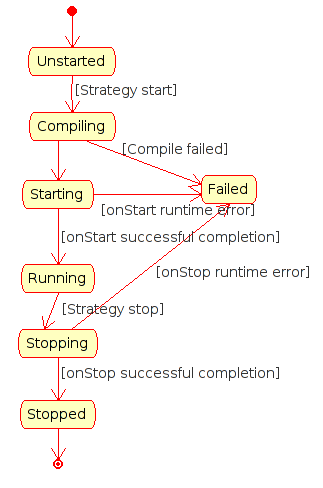 Unstarted
[Strategy start]
Compiling
[Compile failed]
Starting
Failed
[onStart runtime error]
[onStart successful completion]
Running
[onStop runtime error]
[Strategy stop]
Stopping
[onStop successful completion]
Stopped